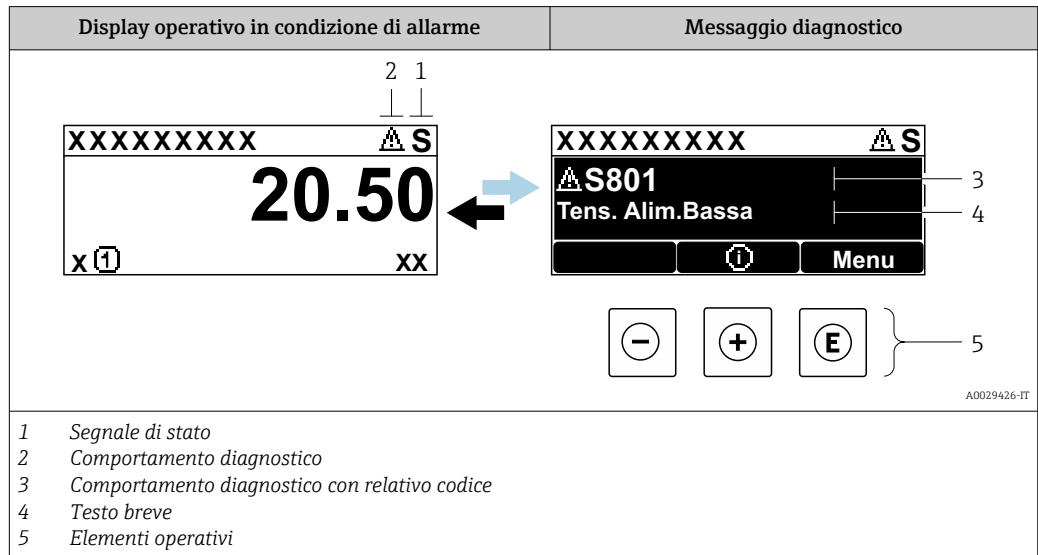 Display operativo in condizione di allarme
Messaggio diagnostico
2 1
XXXXXXXXX S
20.50
x 1 XX
XXXXXXXXX S
S801
Tens. Alim.Bassa
i Menu
3
4
- + E
5
A0029426-IT
1 Segnale di stato
2 Comportamento diagnostico
3 Comportamento diagnostico con relativo codice
4 Testo breve
5 Elementi operativi